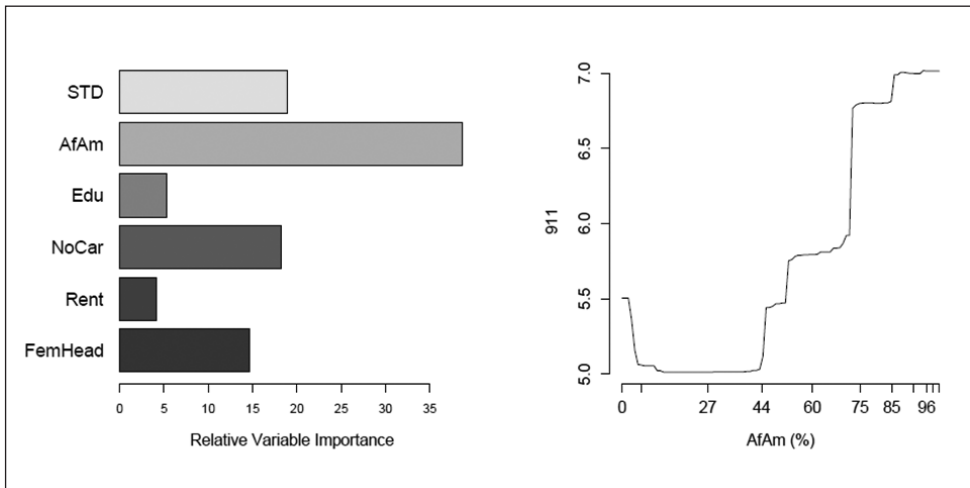 STD
AfAm
Edu
NoCar
Rent
FemHead
0 5 10 15 20 25 30 35
Relative Variable Importance
7.0
6.5
6.0
5.5
5.0
911
0 27 44 60 75 85 96
AfAm (%)